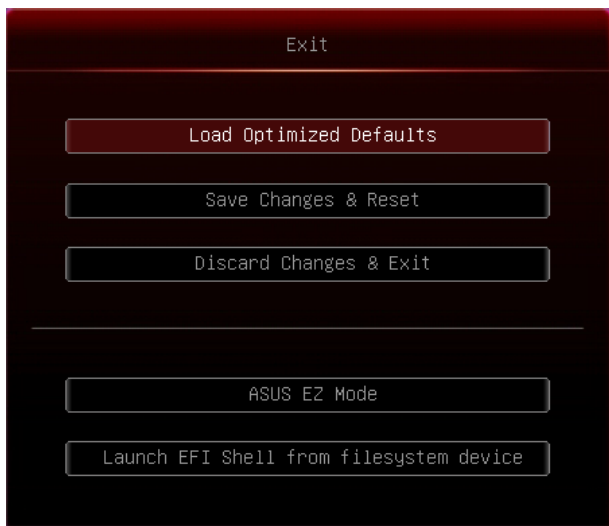 Exit
Load Optimized Defaults
Save Changes & Reset
Discard Changes & Exit
ASUS EZ Mode
Launch EFI Shell from filesystem device